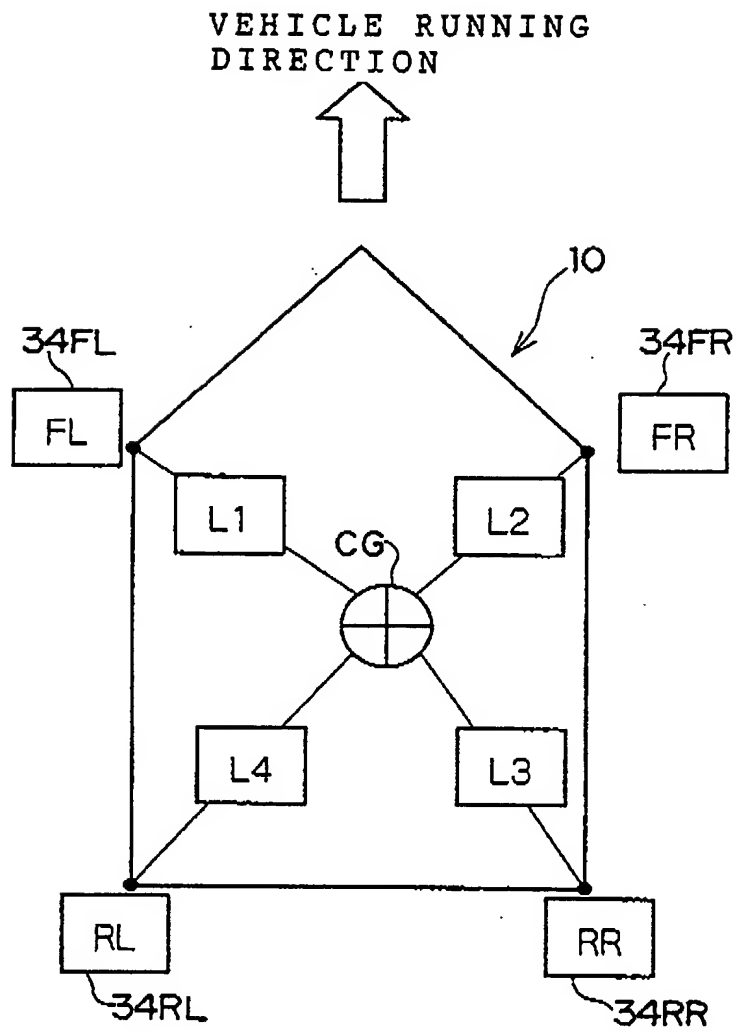 VEHICLE RUNNING
DIRECTION
10
34FL
34FR
FL
FR
L1
L2
CG
L4
L3
RL
RR
34RL
34RR